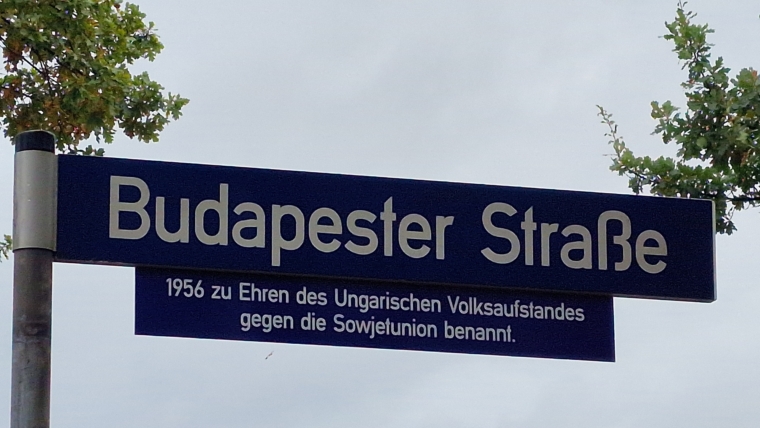 Budapester Straße
1956 zu Ehren des Ungarischen Volksaufstandes
gegen die Sowjetunion benannt.